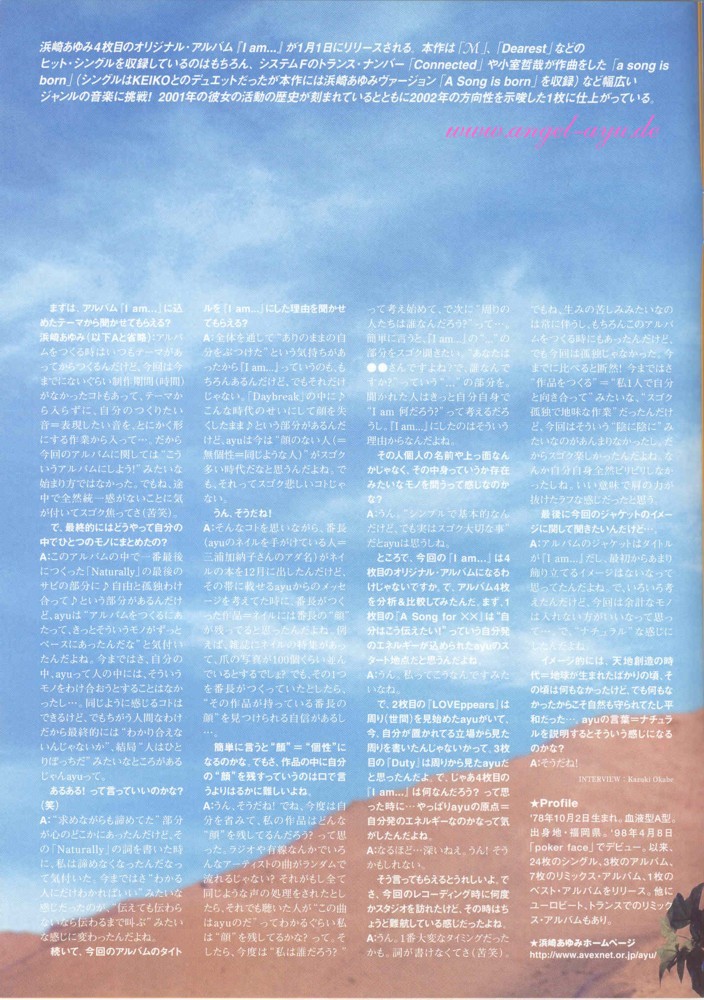 浜崎あゆみ4枚目のオリジナル・アルバム『I am...』が1月1日にリリースされる。本作は「M」、「Dearest」などの
ヒット・シングルを収録しているのはもちろん、システムFのトランス・ナンバー「Connected」や小室哲哉が作曲をした「a song is
born」（シングルはKEIKOとのデュエットだったが本作には浜崎あゆみヴァージョン「A Song is born」を収録）など幅広い
ジャンルの音楽に挑戦! 2001年の彼女の活動の歴史が刻まれているとともに2002年の方向性を示唆した1枚に仕上がっている。
www.angel-ayu.de
まずは、アルバム『I am...』に込
めたテーマから聞かせてもらえる?
浜崎あゆみ（以下Aと省略）:アルバム
をつくる時はいつもテーマがあ
ってからつくるんだけど、今回は今
までにないぐらい制作期間（時間）
がなかったコトもあって、テーマか
ら入らずに、自分のつくりたい
音＝表現したい音を、とにかく形
にする作業から入って…。だから
今回のアルバムに関しては“こう
いうアルバムにしよう!”みたいな
始まり方ではなかった。でもね、途
中で全然統一感がないことに気
が付いてスゴク焦ってさ（苦笑）。
で、最終的にはどうやって自分の
中でひとつのモノにまとめたの?
A:このアルバムの中で一番最後
につくった「Naturally」の最後の
サビの部分に♪自由と孤独わけ
合って♪という部分があるんだけ
ど、ayuは“アルバムをつくるにあ
たって、きっとそういうモノがずっと
ベースにあったんだな”と気付い
たんだよね。今まではさ、自分の
中、ayuって人の中には、そういう
モノをわけ合おうとすることはなか
ったし…。同じように感じるコトは
できるけど、でもちがう人間なわけ
だから最終的には“わかり合えな
いんじゃないか”、結局“人はひと
りぼっちだ”みたいなところがある
じゃんayuって。
あるある! って言っていいのかな?
（笑）
A:“求めながらも諦めてた”部分
が心のどこかにあったんだけど、そ
の「Naturally」の詞を書いた時
に、私は諦めなくなったんだなっ
て気付いた。今まではさ“わかる
人にだけわかればいい”みたいな
感じだったのが、“伝えても伝わら
ないなら伝わるまで叫ぶ”みたい
な感じに変わったんだよね。
続いて、今回のアルバムのタイト
ルを『I am...』にした理由を聞かせ
てもらえる?
A:全体を通して“ありのままの自
分をぶつけた”という気持ちがあ
ったから『I am...』っていうのも、も
ちろんあるんだけど、でもそれだけ
じゃない。「Daybreak」の中に♪
こんな時代のせいにして顔を失
くしたまま♪という部分があるんだ
けど、ayuは今は“顔のない人（＝
無個性＝同じような人）”がスゴク
多い時代だなと思うんだよね。で
も、それってスゴク悲しいコトじゃ
ない。
うん、そうだね!
A:そんなコトを思いながら、番長
（ayuのネイルを手がけている人＝
三浦加納子さんのアダ名）がネイ
ルの本を12月に出したんだけど、
その帯に載せるayuからのメッセ
ージを考えてた時に、番長がつく
った作品＝ネイルには番長の“顔”
が残ってると思ったんだよね。例
えば、雑誌にネイルの特集があっ
て、爪の写真が100個くらい並ん
でいるとするでしょ? でも、その1つ
を番長がつくっていたとしたら、
“その作品が持っている番長の
顔”を見つけられる自信があるし
…。
簡単に言うと“顔”＝“個性”に
なるのかな。でもさ、作品の中に自分
の“顔”を残すっていうのは口で言
うよりはるかに難しいよね。
A:うん、そうだね! でね、今度は自
分を省みて、私の作品はどんな
“顔”を残してるんだろう? って思
った。ラジオや有線なんかでいろ
んなアーティストの曲がランダムで
流れるじゃない? それがもし全て
同じような声の処理をされたとし
たら、それでも聴いた人が“この曲
はayuのだ”ってわかるぐらい私
は“顔”を残してるかな? って。そ
したら、今度は“私は誰だろう?”
って考え始めて、で次に“周りの
人たちは誰なんだろう?”って…。
簡単に言うと、『I am...』の“...”の
部分をスゴク聞きたい。“あなたは
●●さんですよね?で、誰なんで
すか?”っていう“...”の部分を。
聞かれた人はきっと自分自身で
“I am 何だろう?”って考えるだろ
うし。『I am...』にしたのはそういう
理由からなんだよね。
その人個人の名前や上っ面なん
かじゃなく、その中身っていうか存在
みたいなモノを問うって感じなのか
な?
A:うん。“シンプルで基本的なん
だけど、でも実はスゴク大切な事”
だとayuは思うしね。
ところで、今回の『I am...』は4
枚目のオリジナル・アルバムになるわ
けじゃないですか。で、アルバム4枚
を分析&比較してみたんだ。まず、1
枚目の『A Song for ××』は“自
分はこう伝えたい!”っていう自分発
のエネルギーが込められたayuのス
タート地点だと思うんだよね。
A:うん。私ってこうなんですみた
いなね。
で、2枚目の『LOVEppears』は
周り（世間）を見始めたayuがいて、
今、自分が置かれてる立場から見た
周りを書いたんじゃないかって。3枚
目の『Duty』は周りから見たayuだ
と思ったんだよ。で、じゃあ4枚目の
『I am...』は何なんだろう? って思
った時に…やっぱりayuの原点＝
自分発のエネルギーなのかなって気
がしたんだよね。
A:なるほど…深いねえ。うん! そう
かもしれない。
そう言ってもらえるとうれしいよ。で
さ、今回のレコーディング時に何度
かスタジオを訪れたけど、その時はち
ょうど難航している感じだったよね。
A:うん。1番大変なタイミングだった
かも。詞が書けなくてさ（苦笑）。
でもね、生みの苦しみみたいなの
は常に伴うし、もちろんこのアルバ
ムをつくる時にもあったんだけど、
でも今回は孤独じゃなかった。今
までに比べると断然! 今まではさ
“作品をつくる”＝“私1人で自分
と向き合って”みたいな、“スゴク
孤独で地味な作業”だったんだけ
ど、今回はそういう“陰に陰に”み
たいなのがあんまりなかったし。だ
からスゴク楽しかったんだよね。な
んか自分自身全然ピリピリしなか
ったしね。いい意味で肩の力が
抜けたラフな感じだったと思う。
最後に今回のジャケットのイメー
ジに関して聞きたいんだけど…。
A:アルバムのジャケットはタイトル
が『I am...』だし、最初からあまり
飾り立てるイメージはないなって
思ってたんだよね。で、いろいろ考
えたんだけど、今回は余計なモノ
は入れない方がいいなって思っ
て…。で、“ナチュラル”な感じに
したんだよね。
イメージ的には、天地創造の時
代＝地球が生まれたばかりの頃、そ
の頃は何もなかったけど、でも何も
なかったからこそ自然も守られてたし平
和だった…。ayuの言葉＝ナチュラ
ルを説明するとそういう感じになる
のかな?
A:そうだね!
INTERVIEW : Kazuki Okabe
★Profile
'78年10月2日生まれ。血液型A型。
出身地・福岡県。'98年4月8日
「poker face」でデビュー。以来、
24枚のシングル、3枚のアルバム、
7枚のリミックス・アルバム、1枚の
ベスト・アルバムをリリース。他に
ユーロビート、トランスでのリミック
ス・アルバムもあり。
★浜崎あゆみホームページ
http://www.avexnet.or.jp/ayu/